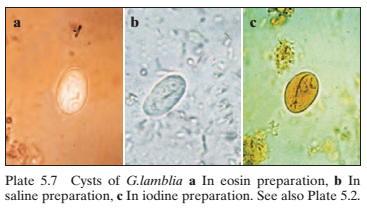 a b c
Plate 5.7 Cysts of G.lamblia a In eosin preparation, b In
saline preparation, c In iodine preparation. See also Plate 5.2.